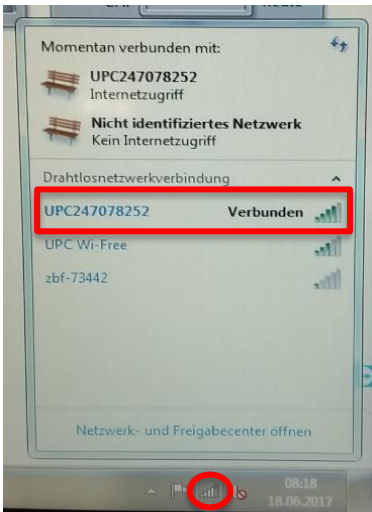 Momentan verbunden mit:
UPC247078252
Internetzugriff
Nicht identifiziertes Netzwerk
Kein Internetzugriff
Drahtlosnetzwerkverbindung
UPC247078252 Verbunden
UPC Wi-Free
zbf-73442
Netzwerk- und Freigabecenter öffnen
08:18
18.06.2017